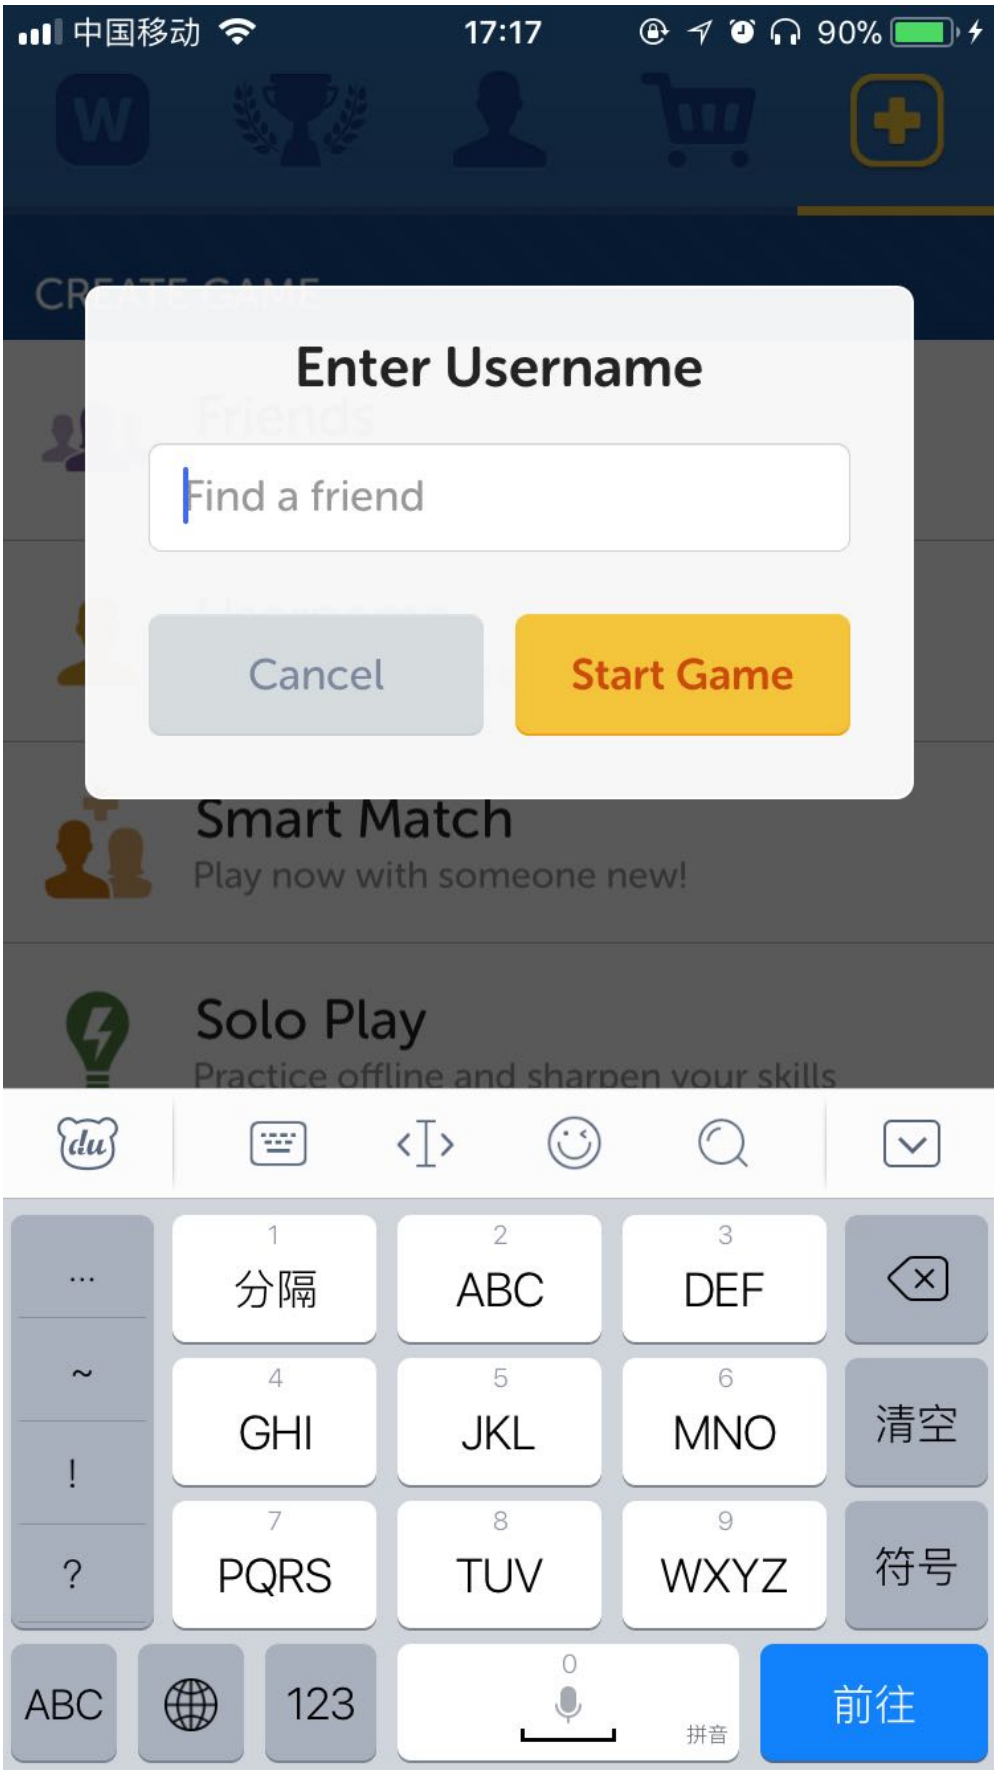 中国移动 17:17 90%
W
CREATE GAME
Enter Username
Friends
Find a friend
Username
Cancel Start Game
Smart Match
Play now with someone new!
Solo Play
Practice offline and sharpen your skills
du
... 1 分隔 2 ABC 3 DEF
~ 4 GHI 5 JKL 6 MNO 清空
!
? 7 PQRS 8 TUV 9 WXYZ 符号
ABC 123 0 拼音 前往